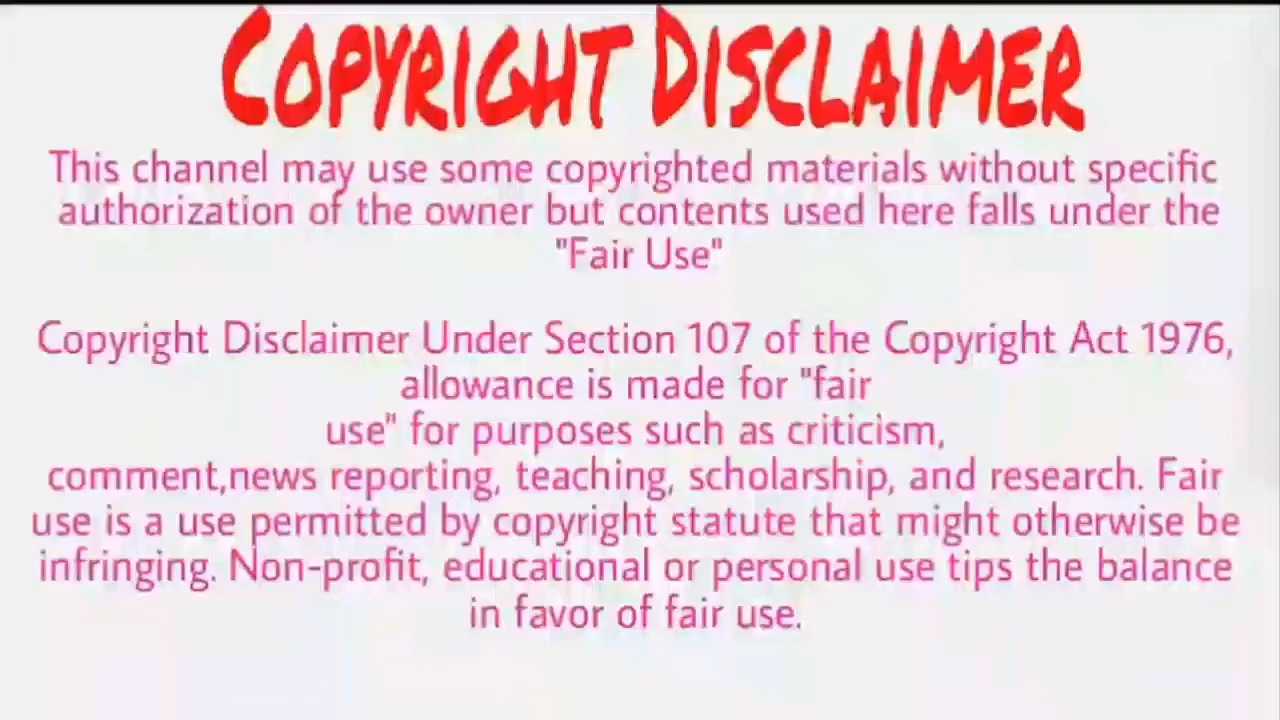 COPYRIGHT DISCLAIMER
This channel may use some copyrighted materials without specific
authorization of the owner but contents used here falls under the
"Fair Use"
Copyright Disclaimer Under Section 107 of the Copyright Act 1976,
allowance is made for "fair
use" for purposes such as criticism,
comment,news reporting, teaching, scholarship, and research. Fair
use is a use permitted by copyright statute that might otherwise be
infringing. Non-profit, educational or personal use tips the balance
in favor of fair use.